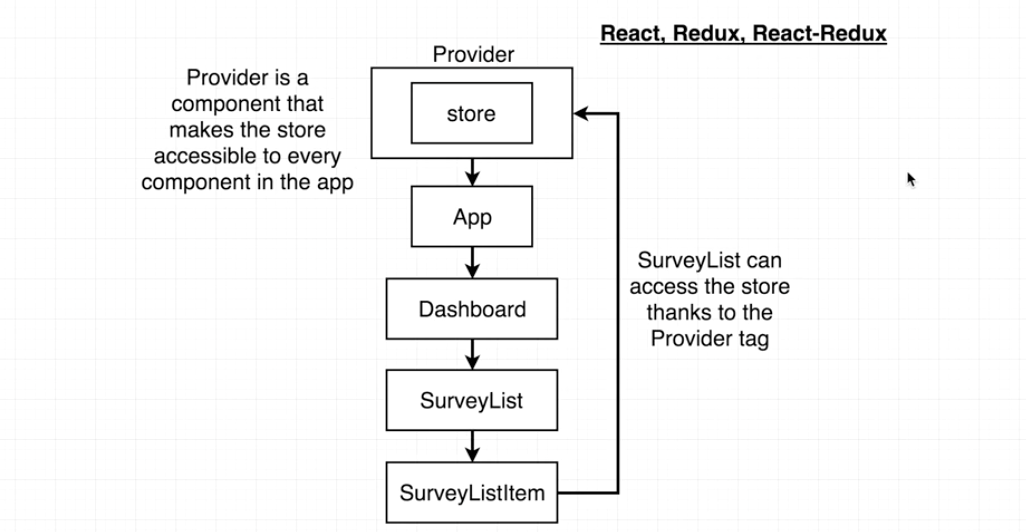 React, Redux, React-Redux
Provider
Provider is a
component that
makes the store
accessible to every
component in the app
store
App
Dashboard
SurveyList
SurveyListItem
SurveyList can
access the store
thanks to the
Provider tag